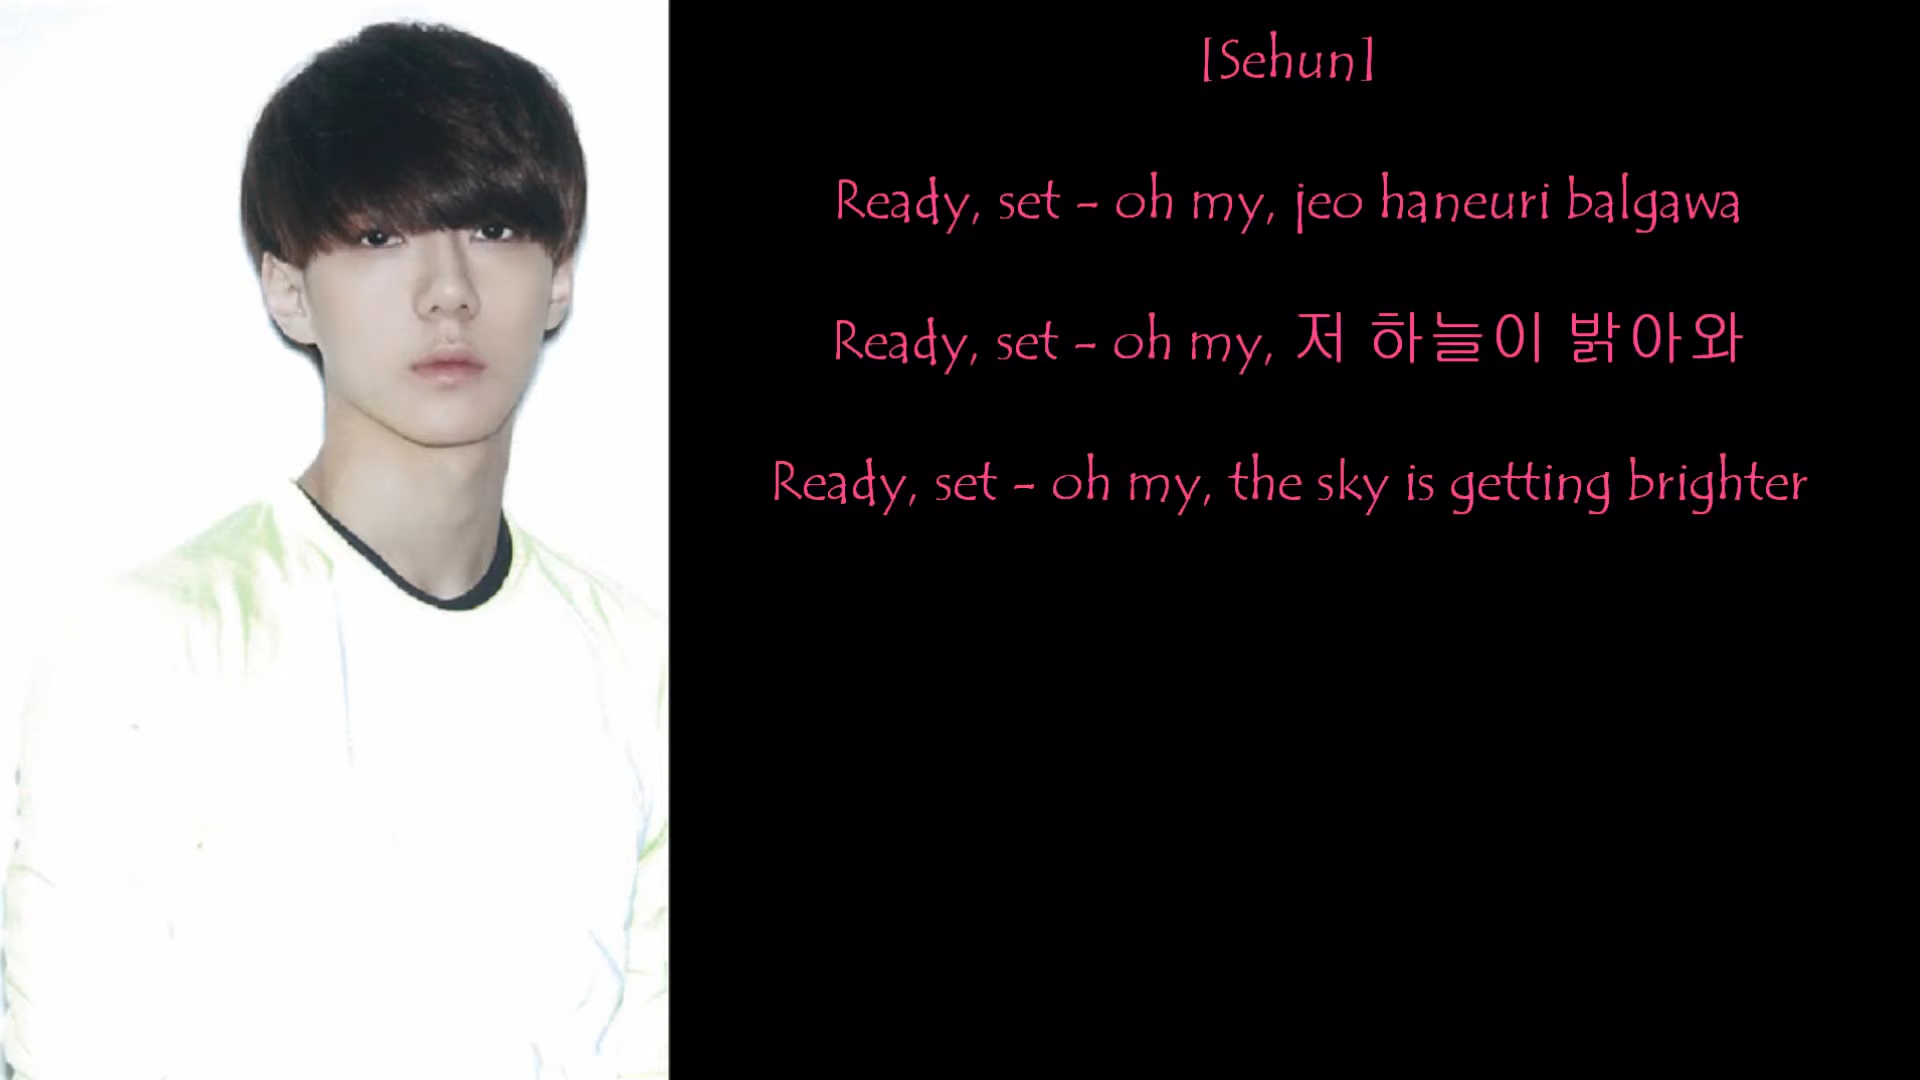 [Sehun]
Ready, set - oh my, jeo haneuri balgawa
Ready, set - oh my, 저 하늘이 밝아와
Ready, set - oh my, the sky is getting brighter